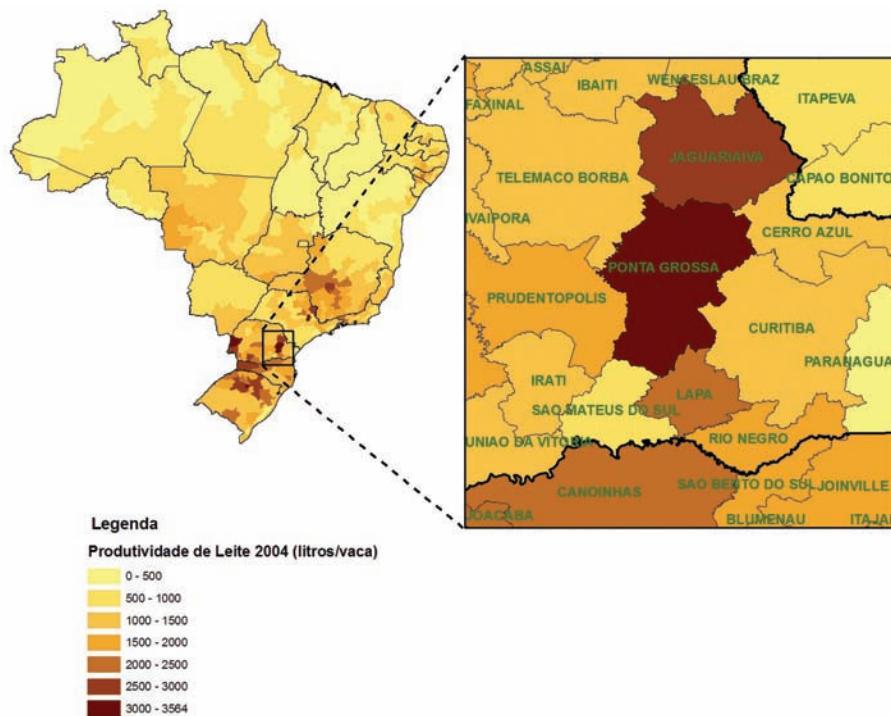 ASSAI
IBAITI
WENCESLAU BRAZ
FAXINAL
ITAPEVA
JAGUARIAIVA
TELEMACO BORBA
CAPAO BONITO
IVAIPORA
CERRO AZUL
PONTA GROSSA
PRUDENTOPOLIS
CURITIBA
PARANAGUA
IRATI
LAPA
SAO MATEUS DO SUL
UNIAO DA VITORIA
RIO NEGRO
SAO BENTO DO SUL
JOINVILLE
CANOINHAS
JOACABA
BLUMENAU
ITAJAI
Legenda
Produtividade de Leite 2004 (litros/vaca)
0 - 500
500 - 1000
1000 - 1500
1500 - 2000
2000 - 2500
2500 - 3000
3000 - 3564